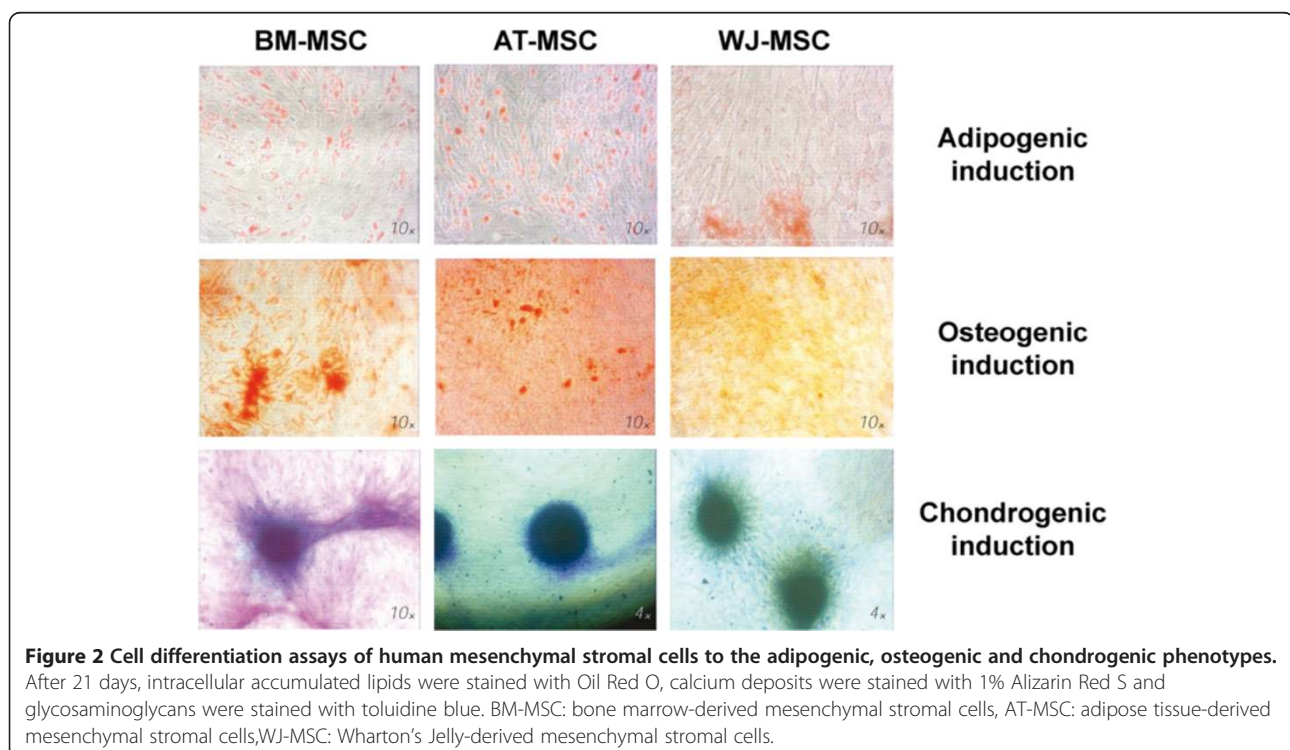 BM-MSC AT-MSC WJ-MSC
10x 10x 10x
Adipogenic
induction
10x 10x 10x
Osteogenic
induction
10x 4x 4x
Chondrogenic
induction
Figure 2 Cell differentiation assays of human mesenchymal stromal cells to the adipogenic, osteogenic and chondrogenic phenotypes.
After 21 days, intracellular accumulated lipids were stained with Oil Red O, calcium deposits were stained with 1% Alizarin Red S and
glycosaminoglycans were stained with toluidine blue. BM-MSC: bone marrow-derived mesenchymal stromal cells, AT-MSC: adipose tissue-derived
mesenchymal stromal cells,WJ-MSC: Wharton's Jelly-derived mesenchymal stromal cells.